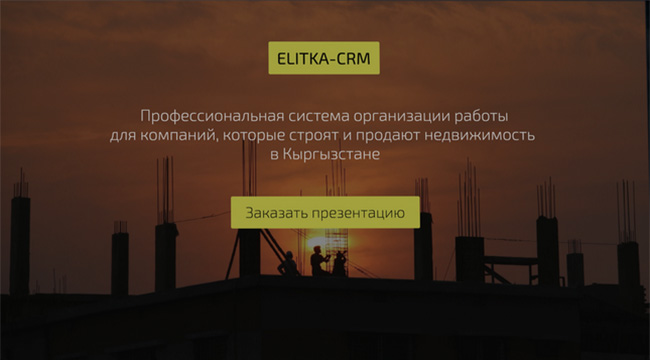 ELITKA-CRM
Профессиональная система организации работы
для компаний, которые строят и продают недвижимость
в Кыргызстане
Заказать презентацию